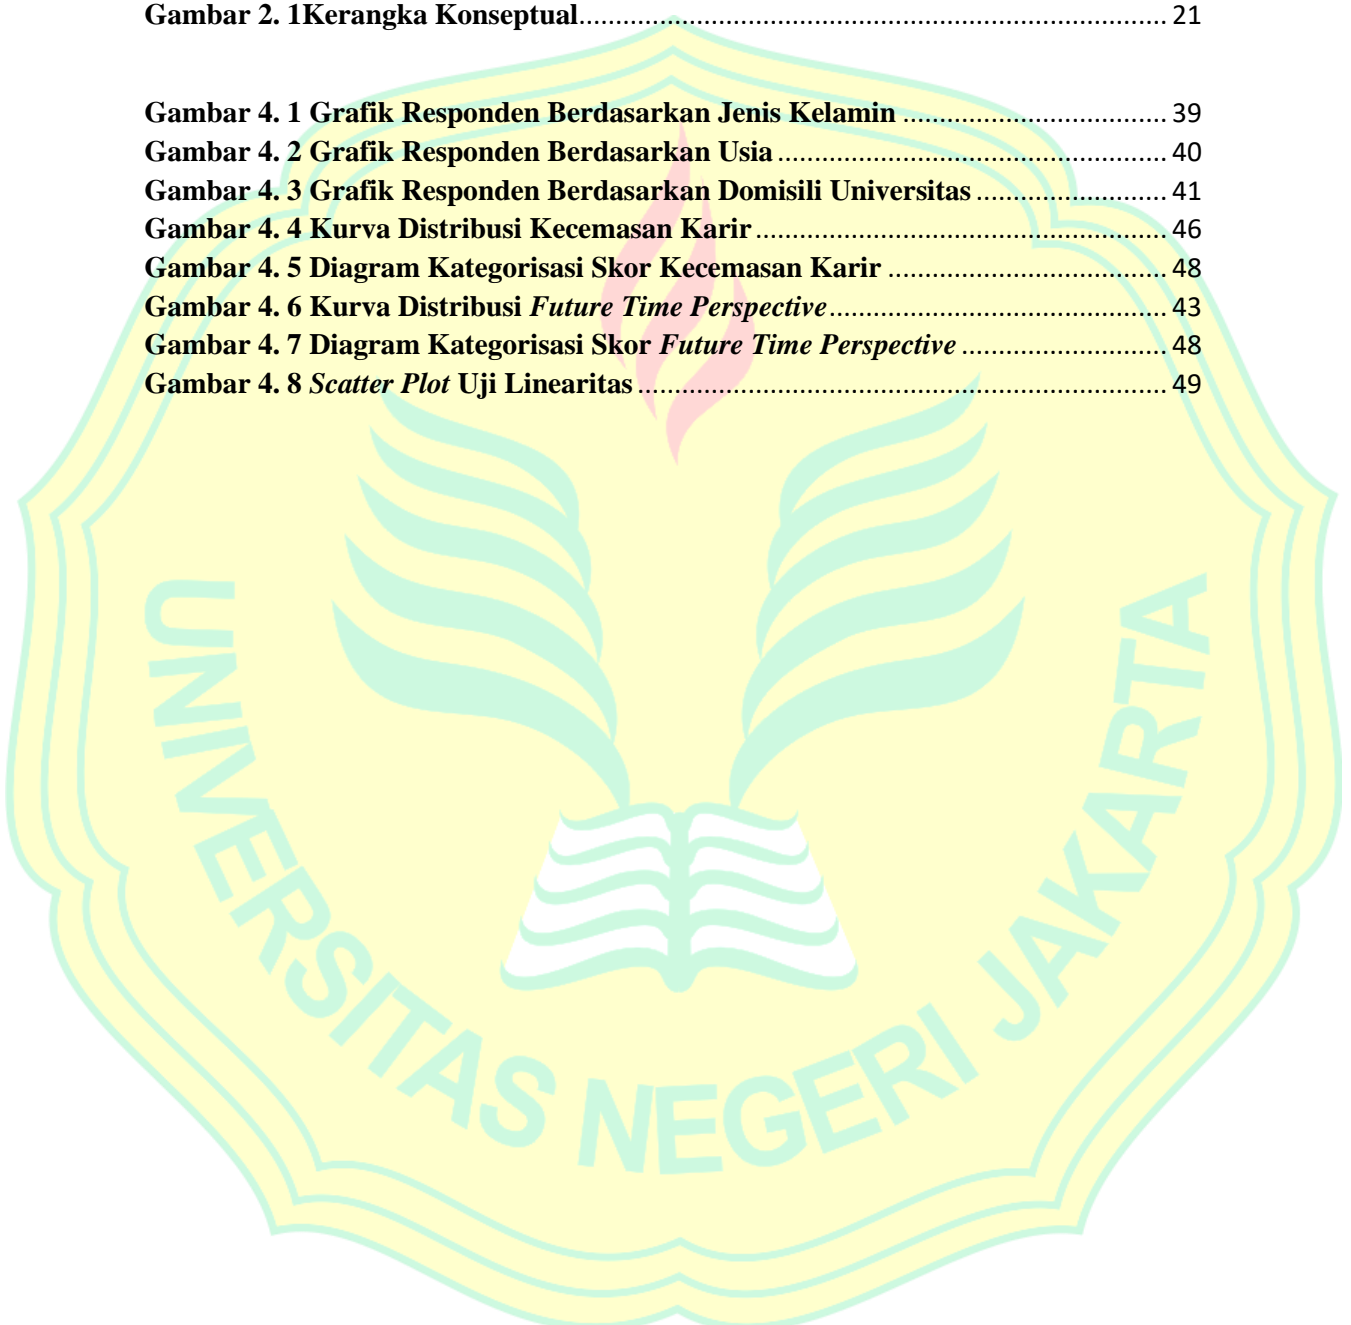 Gambar 2. 1Kerangka Konseptual.................................................................................. 21
Gambar 4. 1 Grafik Responden Berdasarkan Jenis Kelamin .................................... 39
Gambar 4. 2 Grafik Responden Berdasarkan Usia ..................................................... 40
Gambar 4. 3 Grafik Responden Berdasarkan Domisili Universitas .......................... 41
Gambar 4. 4 Kurva Distribusi Kecemasan Karir ........................................................ 46
Gambar 4. 5 Diagram Kategorisasi Skor Kecemasan Karir ...................................... 48
Gambar 4. 6 Kurva Distribusi Future Time Perspective.............................................. 43
Gambar 4. 7 Diagram Kategorisasi Skor Future Time Perspective ............................ 48
Gambar 4. 8 Scatter Plot Uji Linearitas ......................................................................... 49
UNIVERSITAS NEGERI JAKARTA